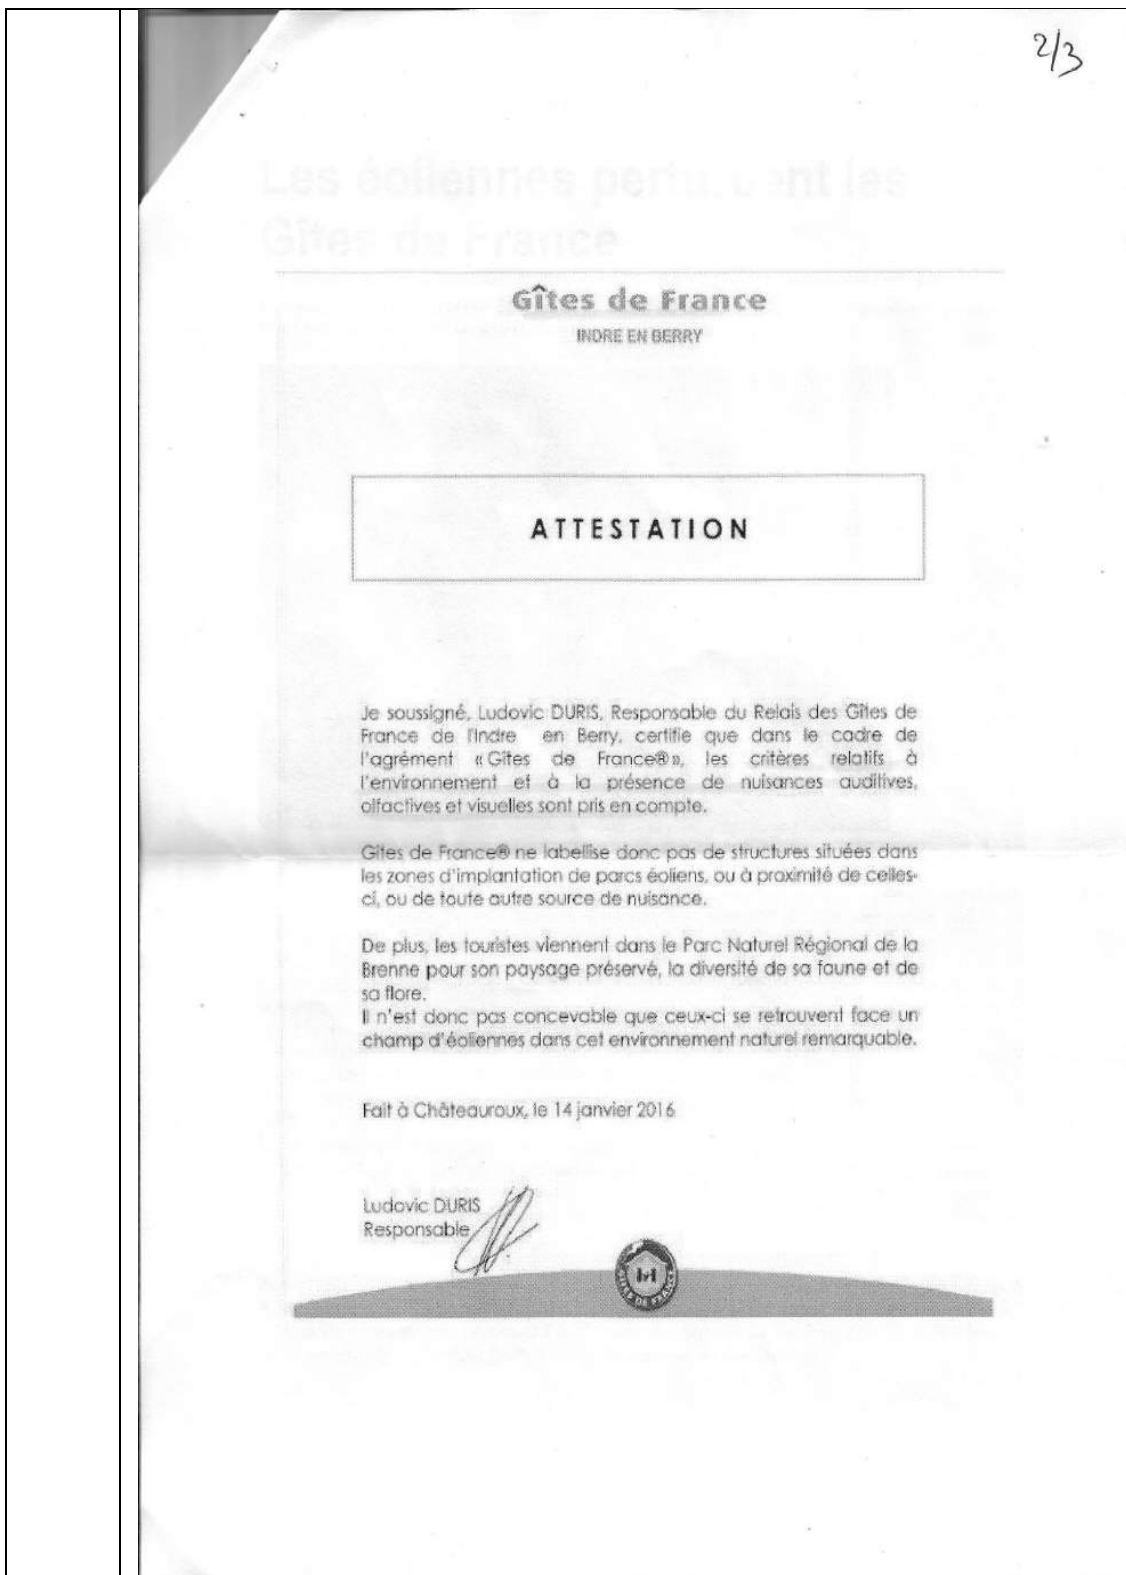 2/3
Les éoliennes perturbent les
Gîtes de France
Gîtes de France
INDRE EN BERRY
ATTESTATION
Je soussigné, Ludovic DURIS, Responsable du Relais des Gîtes de
France de l'Indre en Berry, certifie que dans le cadre de
l'agrément « Gîtes de France® », les critères relatifs à
l'environnement et à la présence de nuisances auditives,
olfactives et visuelles sont pris en compte.
Gîtes de France® ne labellise donc pas de structures situées dans
les zones d'implantation de parcs éoliens, ou à proximité de celles-
ci, ou de toute autre source de nuisance.
De plus, les touristes viennent dans le Parc Naturel Régional de la
Brenne pour son paysage préservé, la diversité de sa faune et de
sa flore.
Il n'est donc pas concevable que ceux-ci se retrouvent face un
champ d'éoliennes dans cet environnement naturel remarquable.
Fait à Châteauroux, le 14 janvier 2016
Ludovic DURIS
Responsable
GITES DE FRANCE